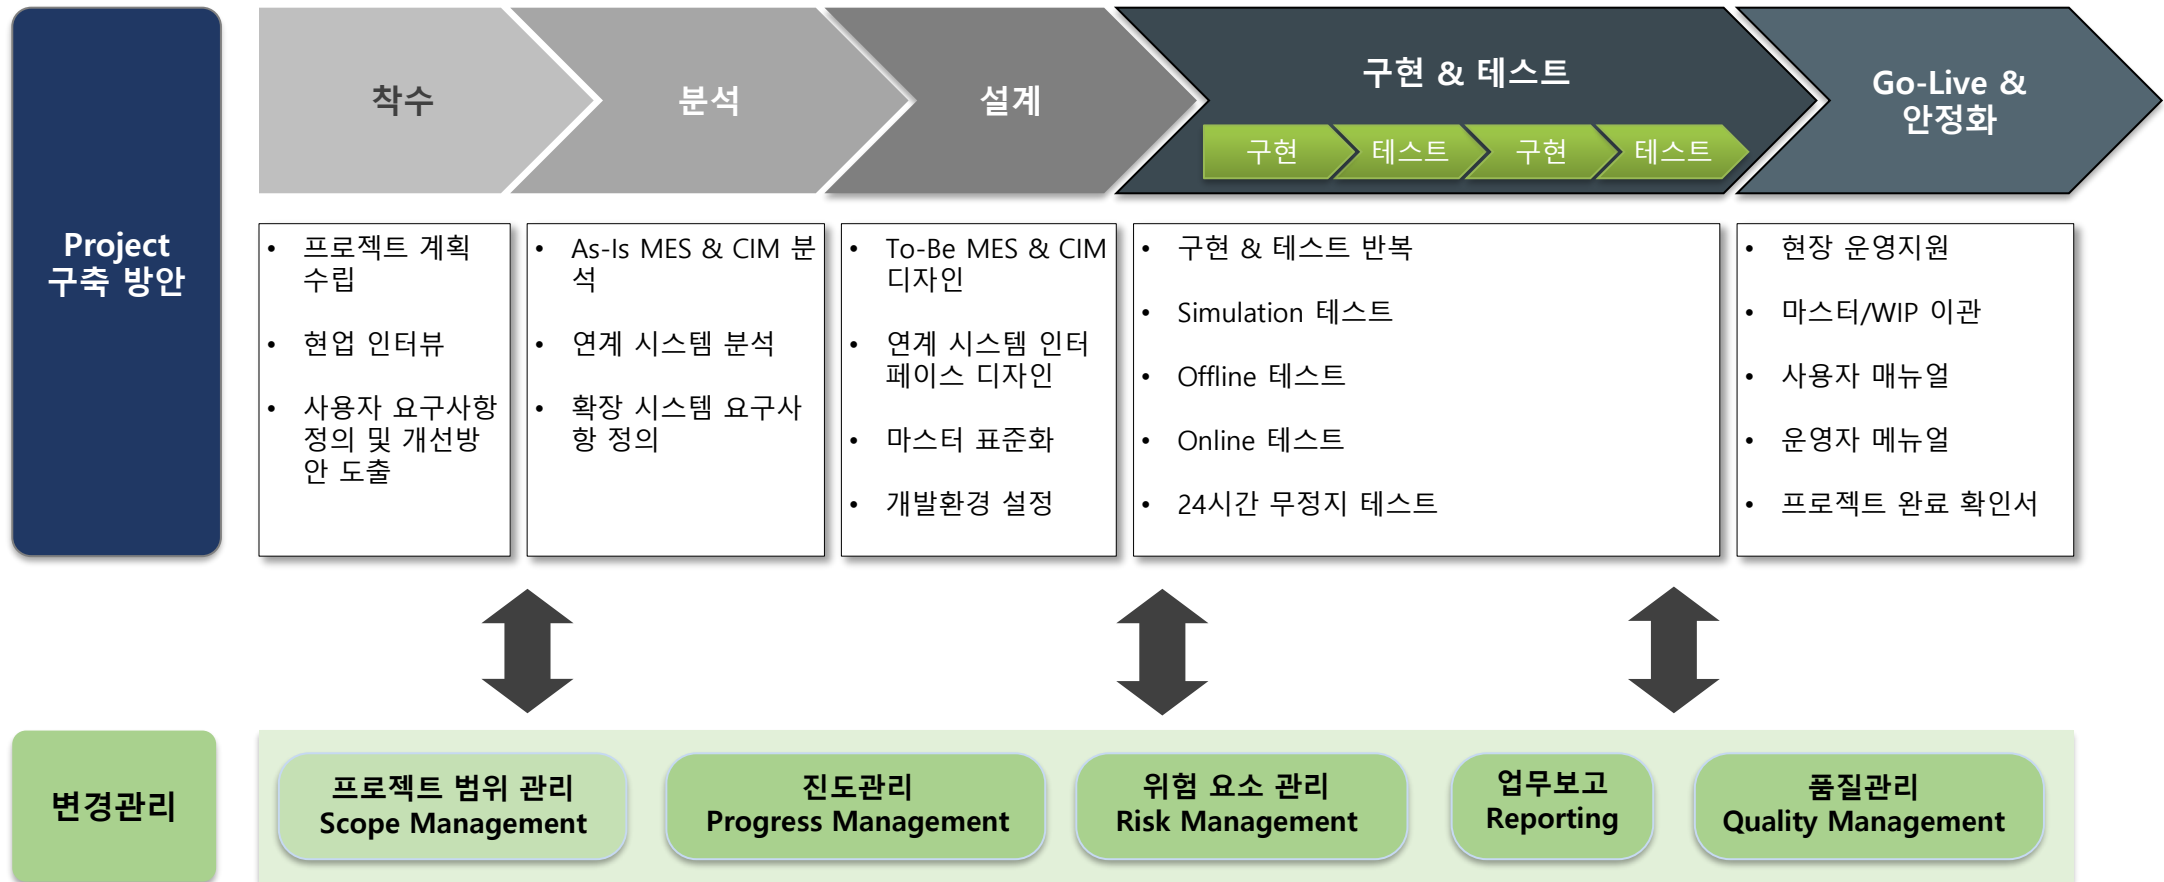 Project
구축 방안
착수
분석
설계
구현 & 테스트
구현
테스트
구현
테스트
Go-Live &
안정화
• 프로젝트 계획
수립
• 현업 인터뷰
• 사용자 요구사항
정의 및 개선방
안 도출
• As-Is MES & CIM 분
석
• 연계 시스템 분석
• 확장 시스템 요구사
항 정의
• To-Be MES & CIM
디자인
• 연계 시스템 인터
페이스 디자인
• 마스터 표준화
• 개발환경 설정
• 구현 & 테스트 반복
• Simulation 테스트
• Offline 테스트
• Online 테스트
• 24시간 무정지 테스트
• 현장 운영지원
• 마스터/WIP 이관
• 사용자 매뉴얼
• 운영자 메뉴얼
• 프로젝트 완료 확인서
변경관리
프로젝트 범위 관리
Scope Management
진도관리
Progress Management
위험 요소 관리
Risk Management
업무보고
Reporting
품질관리
Quality Management